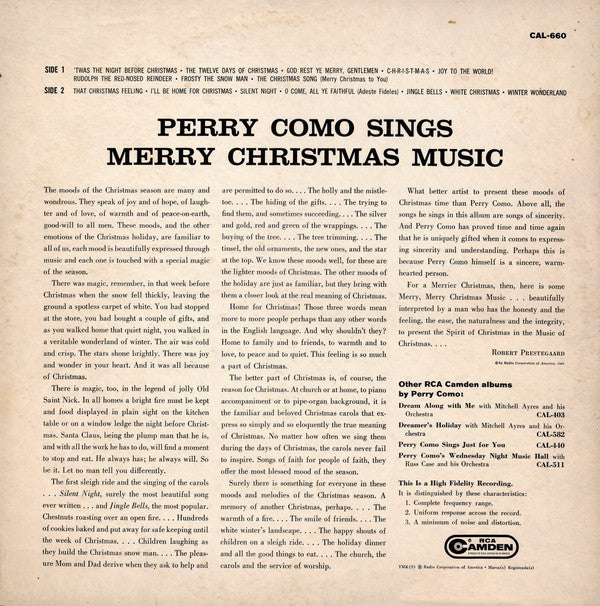 CAL-660
SIDE 1 'TWAS THE NIGHT BEFORE CHRISTMAS • THE TWELVE DAYS OF CHRISTMAS • GOD REST YE MERRY, GENTLEMEN • C-H-R-I-S-T-M-A-S • JOY TO THE WORLD!
RUDOLPH THE RED-NOSED REINDEER • FROSTY THE SNOW MAN • THE CHRISTMAS SONG (Merry Christmas to You)
SIDE 2 THAT CHRISTMAS FEELING • I'LL BE HOME FOR CHRISTMAS • SILENT NIGHT • O COME, ALL YE FAITHFUL (Adeste Fideles) • JINGLE BELLS • WHITE CHRISTMAS • WINTER WONDERLAND
PERRY COMO SINGS
MERRY CHRISTMAS MUSIC
The moods of the Christmas season are many and
wondrous. They speak of joy and of hope, of laugh-
ter and of love, of warmth and of peace-on-earth,
good-will to all men. These moods, and the other
emotions of the Christmas holiday, are familiar to
all of us, each mood is beautifully expressed through
music and each one is touched with a special magic
of the season.
There was magic, remember, in that week before
Christmas when the snow fell thickly, leaving the
ground a spotless carpet of white. You had stopped
at the store, you had bought a couple of gifts, and
as you walked home that quiet night, you walked in
a veritable wonderland of winter. The air was cold
and crisp. The stars shone brightly. There was joy
and wonder in your heart. And it was all because
of Christmas.
There is magic, too, in the legend of jolly Old
Saint Nick. In all homes a bright fire must be kept
and food displayed in plain sight on the kitchen
table or on a window ledge the night before Christ-
mas. Santa Claus, being the plump man that he is,
and with all the work he has to do, will find a moment
to stop and eat. He always has; he always will. So
be it. Let no man tell you differently.
The first sleigh ride and the singing of the carols
. . . Silent Night, surely the most beautiful song
ever written . . . and Jingle Bells, the most popular.
Chestnuts roasting on an open fire. . . . Hundreds
of cookies baked and put away for safe keeping until
the week of Christmas. . . . Children laughing as
they build the Christmas snow man. . . . The pleas-
ure Mom and Dad derive when they ask to help and
are permitted to do so. . . . The holly and the mistle-
toe. . . . The hiding of the gifts. . . . The trying to
find them, and sometimes succeeding. . . . The silver
and gold, red and green of the wrappings. . . . The
buying of the tree. . . . The tree trimming. . . . The
tinsel, the old ornaments, the new ones, and the star
at the top. We know these moods well, for these are
the lighter moods of Christmas. The other moods of
the holiday are just as familiar, but they bring with
them a closer look at the real meaning of Christmas.
Home for Christmas! Those three words mean
more to more people perhaps than any other words
in the English language. And why shouldn't they?
Home to family and to friends, to warmth and to
love, to peace and to quiet. This feeling is so much
a part of Christmas.
The better part of Christmas is, of course, the
reason for Christmas. At church or at home, to piano
accompaniment or to pipe-organ background, it is
the familiar and beloved Christmas carols that ex-
press so simply and so eloquently the true meaning
of Christmas. No matter how often we sing them
during the days of Christmas, the carols never fail
to inspire. Songs of faith for people of faith, they
offer the most blessed mood of the season.
Surely there is something for everyone in these
moods and melodies of the Christmas season. A
memory of another Christmas, perhaps. . . . The
warmth of a fire. . . . The smile of friends. . . . The
white winter's landscape. . . . The happy shouts of
children on a sleigh ride. . . . The holiday dinner
and all the good things to eat. . . . The church, the
carols and the service of worship.
What better artist to present these moods of
Christmas time than Perry Como. Above all, the
songs he sings in this album are songs of sincerity.
And Perry Como has proved time and time again
that he is uniquely gifted when it comes to express-
ing sincerity and understanding. Perhaps this is
because Perry Como himself is a sincere, warm-
hearted person.
For a Merrier Christmas, then, here is some
Merry, Merry Christmas Music . . . . beautifully
interpreted by a man who has the honesty and the
feeling, the ease, the naturalness and the integrity,
to present the Spirit of Christmas in the Music of
Christmas. . . .
ROBERT PRESTEGAARD
© by Radio Corporation of America, 1961
Other RCA Camden albums
by Perry Como:
Dream Along with Me with Mitchell Ayres and his
Orchestra CAL-403
Dreamer's Holiday with Mitchell Ayres and his Or-
chestra CAL-582
Perry Como Sings Just for You CAL-440
Perry Como's Wednesday Night Music Hall with
Russ Case and his Orchestra CAL-511
This Is a High Fidelity Recording.
It is distinguished by these characteristics:
1. Complete frequency range.
2. Uniform response across the record.
3. A minimum of noise and distortion.
RCA
CAMDEN
TMK(S) ® Radio Corporation of America • Marca(s) Registrada(s)